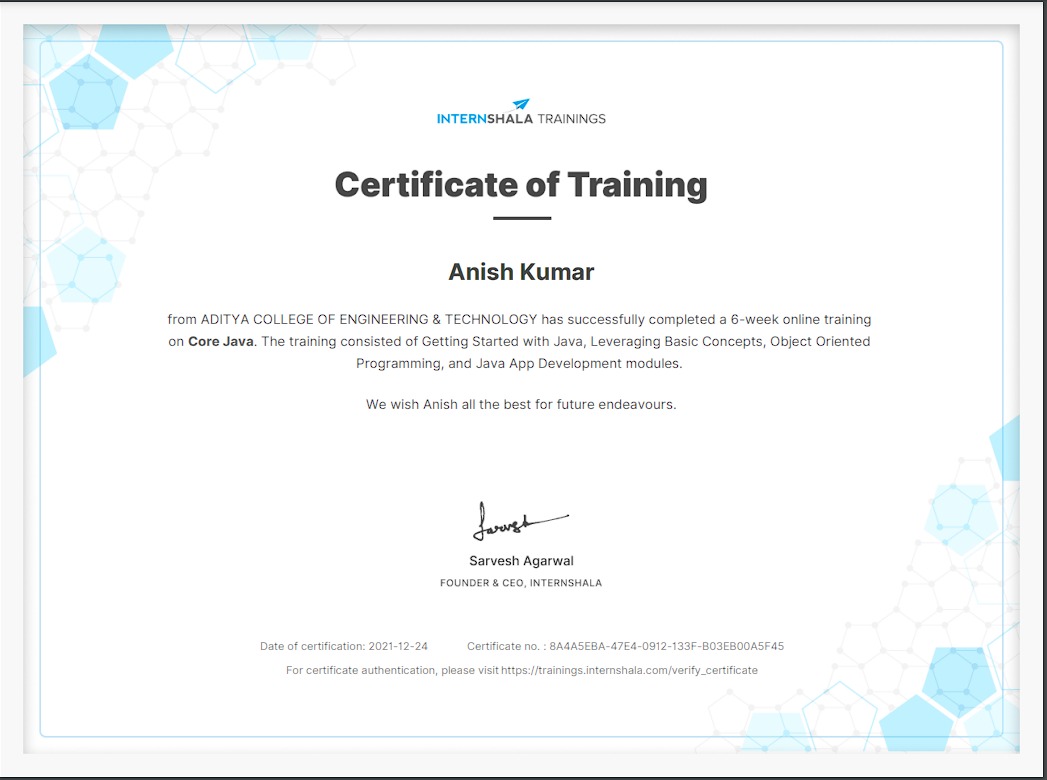 INTERNSHALA TRAININGS
Certificate of Training
Anish Kumar
from ADITYA COLLEGE OF ENGINEERING & TECHNOLOGY has successfully completed a 6-week online training
on Core Java. The training consisted of Getting Started with Java, Leveraging Basic Concepts, Object Oriented
Programming, and Java App Development modules.
We wish Anish all the best for future endeavours.
Sarvesh
Sarvesh Agarwal
FOUNDER & CEO, INTERNSHALA
Date of certification: 2021-12-24 Certificate no. : 8A4A5EBA-47E4-0912-133F-B03EB00A5F45
For certificate authentication, please visit https://trainings.internshala.com/verify_certificate